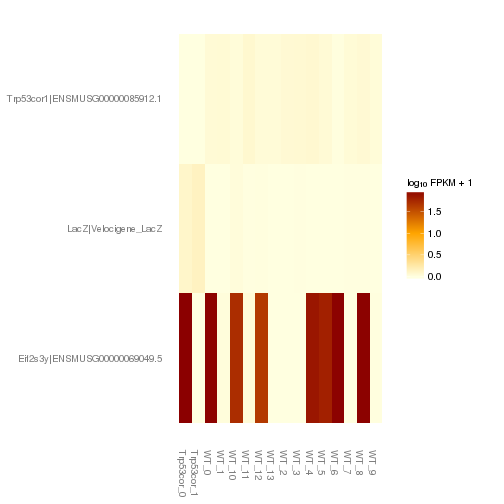 Trp53cor1|ENSMUSG00000085912.1
LacZ|Velocigene_LacZ
Eif2s3y|ENSMUSG00000069049.5
log10 FPKM + 1
1.5
1.0
0.5
0.0
Trp53cor_0
Trp53cor_1
WT_0
WT_1
WT_10
WT_11
WT_12
WT_13
WT_2
WT_3
WT_4
WT_5
WT_6
WT_7
WT_8
WT_9